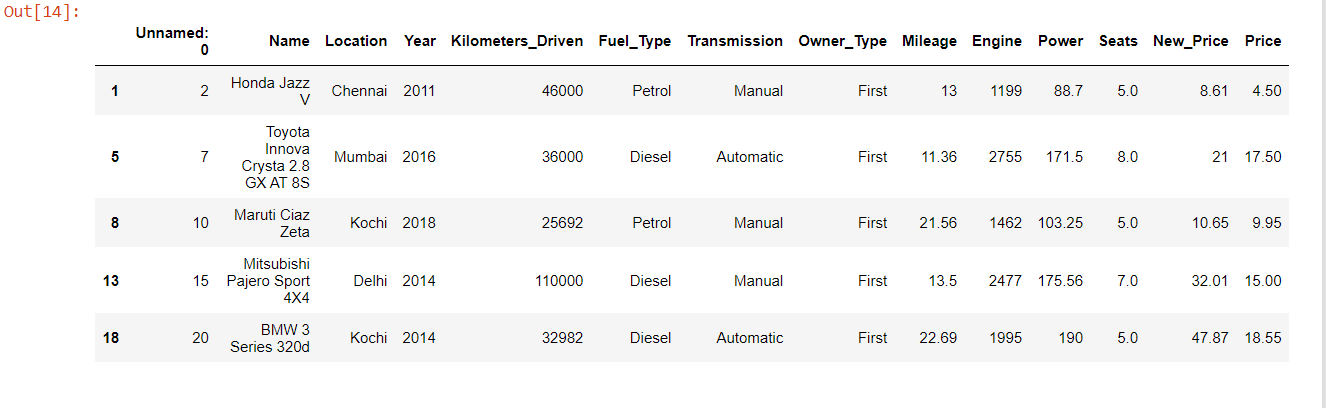 Out[14]:
Unnamed: 0 Name Location Year Kilometers_Driven Fuel_Type Transmission Owner_Type Mileage Engine Power Seats New_Price Price
1 2 Honda Jazz V Chennai 2011 46000 Petrol Manual First 13 1199 88.7 5.0 8.61 4.50
5 7 Toyota Innova Crysta 2.8 GX AT 8S Mumbai 2016 36000 Diesel Automatic First 11.36 2755 171.5 8.0 21 17.50
8 10 Maruti Ciaz Zeta Kochi 2018 25692 Petrol Manual First 21.56 1462 103.25 5.0 10.65 9.95
13 15 Mitsubishi Pajero Sport 4X4 Delhi 2014 110000 Diesel Manual First 13.5 2477 175.56 7.0 32.01 15.00
18 20 BMW 3 Series 320d Kochi 2014 32982 Diesel Automatic First 22.69 1995 190 5.0 47.87 18.55